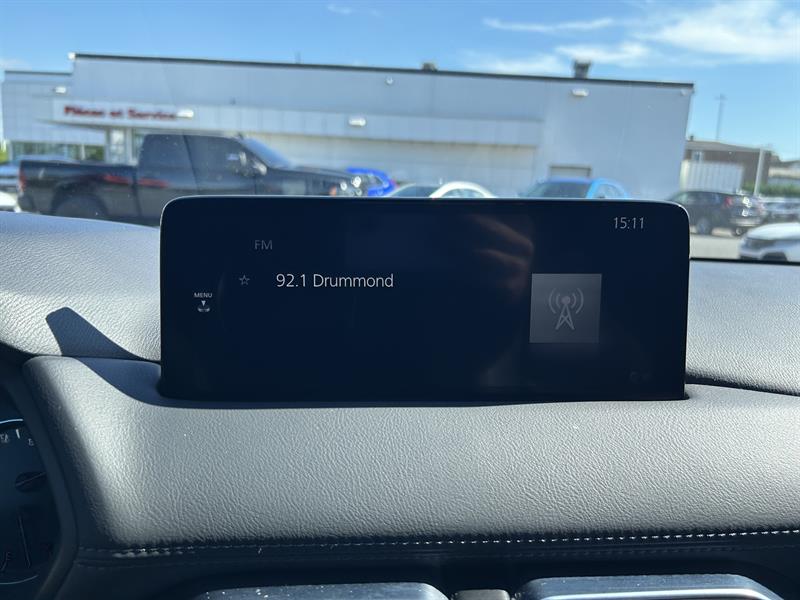 Pièces et Service
15:11
FM
92.1 Drummond
MENU